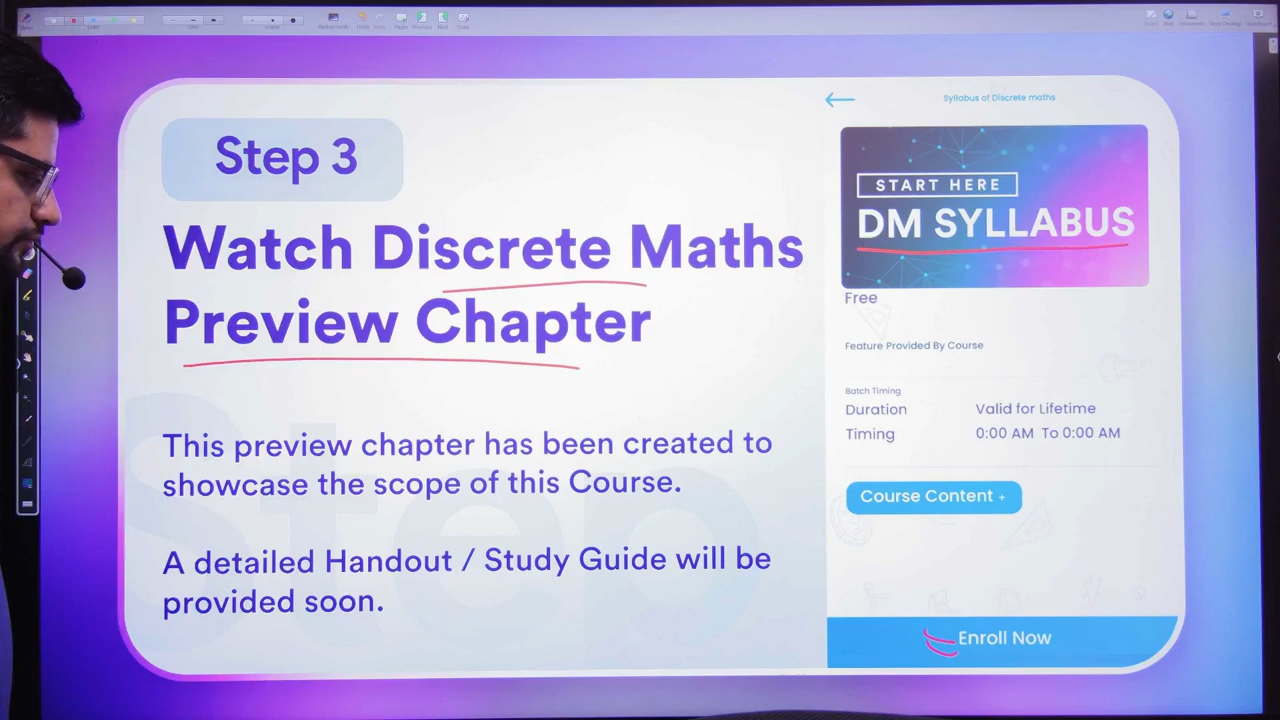 Step 3
Watch Discrete Maths
Preview Chapter
This preview chapter has been created to
showcase the scope of this Course.
A detailed Handout / Study Guide will be
provided soon.
Syllabus of Discrete maths
START HERE
DM SYLLABUS
Free
Feature Provided By Course
Batch Timing
Duration Valid for Lifetime
Timing 0:00 AM To 0:00 AM
Course Content +
Enroll Now